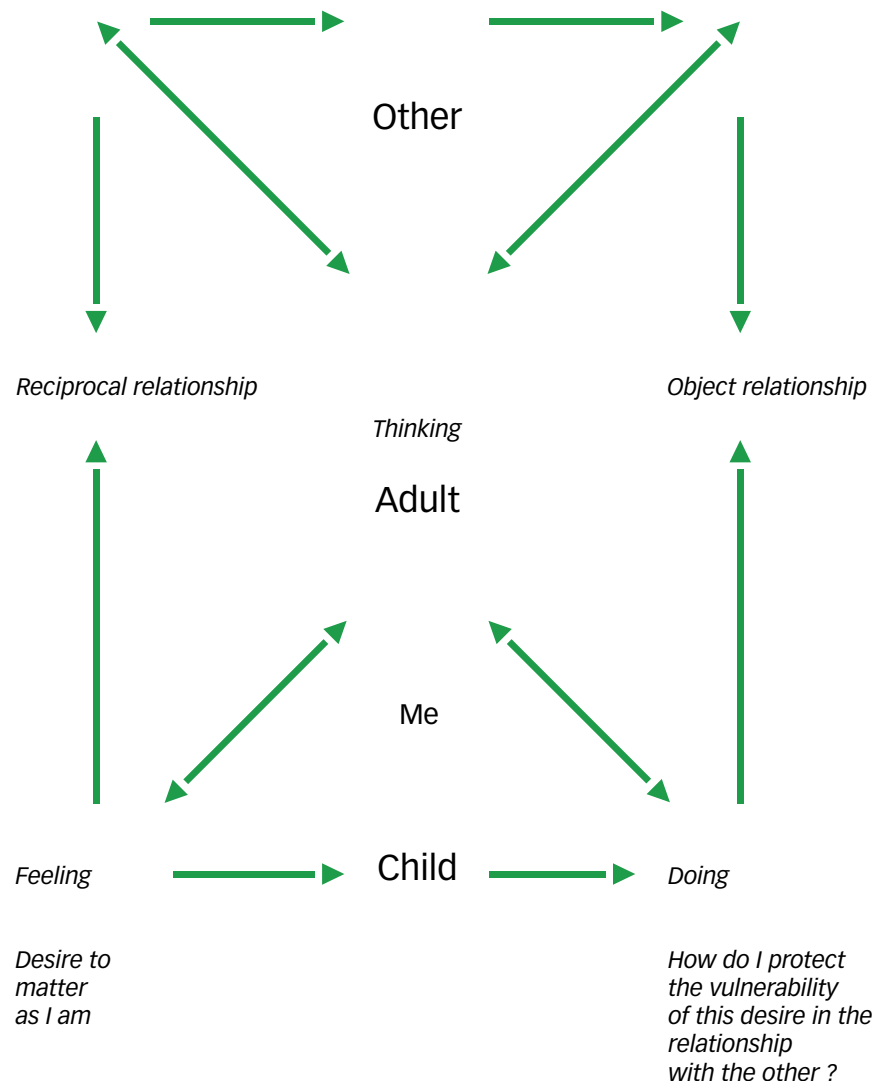 Other
Reciprocal relationship
Object relationship
Thinking
Adult
Me
Feeling
Child
Doing
Desire to
matter
as I am
How do I protect
the vulnerability
of this desire in the
relationship
with the other ?